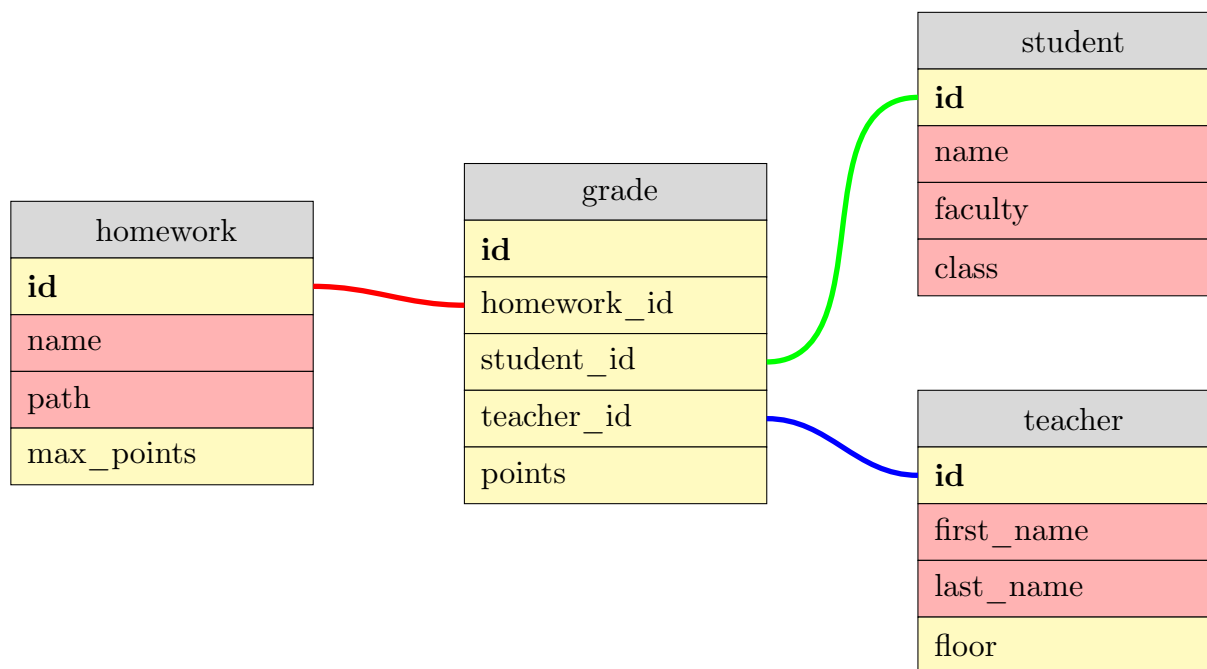 homework
id
name
path
max_points
grade
id
homework_id
student_id
teacher_id
points
student
id
name
faculty
class
teacher
id
first_name
last_name
floor